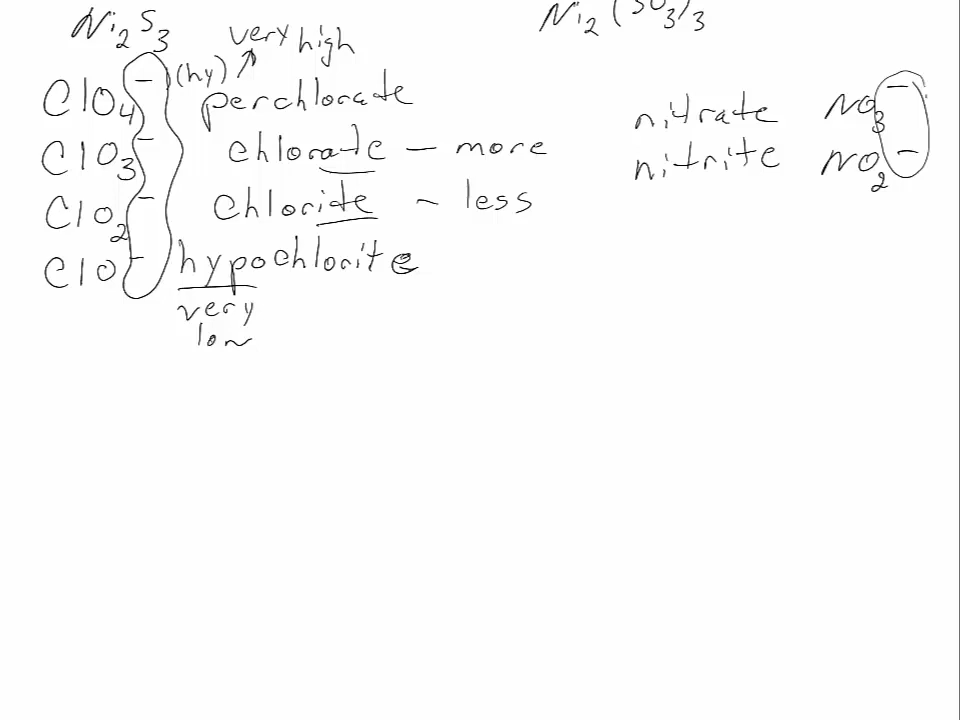 Ni₂S₃
Ni₂(SO₃)₃
very high
(hy)
ClO₄⁻ perchlorate
ClO₃⁻ chlorate – more
ClO₂⁻ chlorite – less
ClO⁻ hypochlorite
very
low
nitrate NO₃⁻
nitrite NO₂⁻